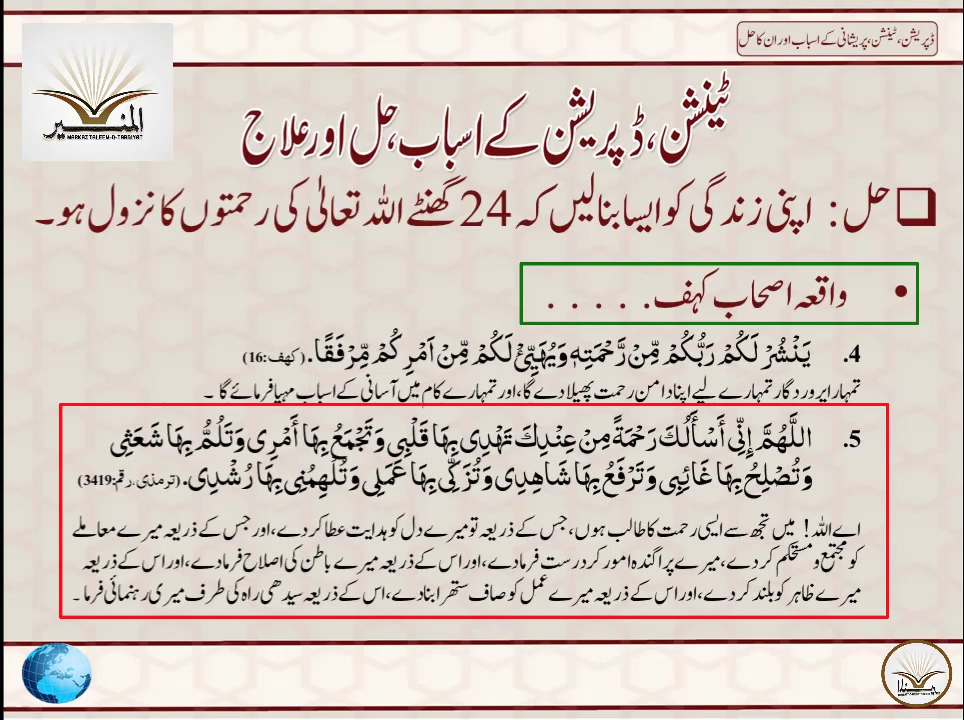 ڈپریشن، ٹینشن، پریشانی کے اسباب اور ان کا حل
المنیر
MARKAZ TALEEM-O-TARBIYAT
ٹینشن، ڈپریشن کے اسباب، حل اور علاج
❑ حل: اپنی زندگی کو ایسا بنالیں کہ 24 گھنٹے اللہ تعالیٰ کی رحمتوں کا نزول ہو۔
• واقعہ اصحاب کہف. . . . .
4. يَنْشُرْ لَكُمْ رَبُّكُمْ مِّنْ رَّحْمَتِهٖ وَيُهَيِّئْ لَكُمْ مِّنْ اَمْرِكُمْ مِّرْفَقًا. (کہف:16)
تمہارا پروردگار تمہارے لیے اپنا دامن رحمت پھیلا دے گا، اور تمہارے کام میں آسانی کے اسباب مہیا فرمائے گا ۔
5. اللَّهُمَّ إِنِّي أَسْأَلُكَ رَحْمَةً مِنْ عِنْدِكَ تَهْدِي بِهَا قَلْبِي وَتَجْمَعُ بِهَا أَمْرِي وَتَلُمُّ بِهَا شَعَثِي
وَتُصْلِحُ بِهَا غَائِبِي وَتَرْفَعُ بِهَا شَاهِدِي وَتُزَكِّي بِهَا عَمَلِي وَتُلْهِمُنِي بِهَا رُشْدِي. (ترمذی، رقم:3419)
اے اللہ! میں تجھ سے ایسی رحمت کا طالب ہوں، جس کے ذریعہ تو میرے دل کو ہدایت عطا کردے، اور جس کے ذریعہ میرے معاملے
کو مجتمع و مستحکم کردے، میرے پراگندہ امور کو درست فرمادے، اور اس کے ذریعہ میرے باطن کی اصلاح فرمادے، اور اس کے ذریعہ
میرے ظاہر کو بلند کردے، اور اس کے ذریعہ میرے عمل کو صاف ستھرا بنادے، اس کے ذریعہ سیدھی راہ کی طرف میری رہنمائی فرما ۔